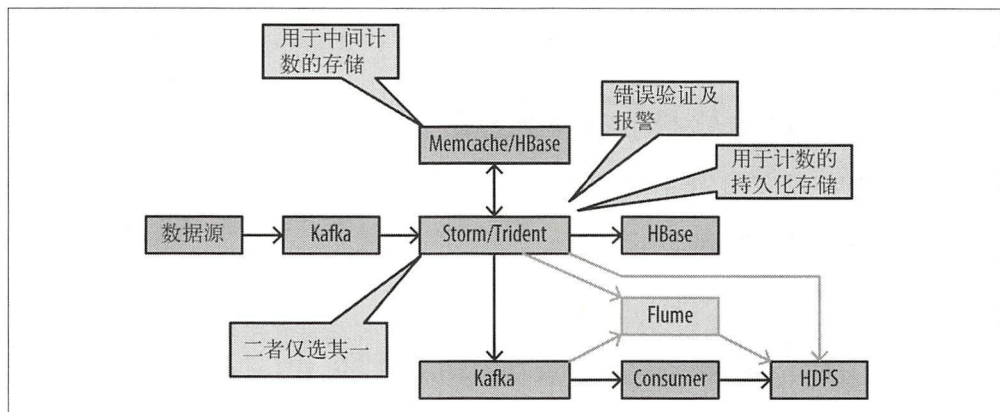 用于中间计
数的存储
错误验证及
报警
Memcache/HBase
用于计数的
持久化存储
数据源
Kafka
Storm/Trident
HBase
Flume
二者仅选其一
Kafka
Consumer
HDFS